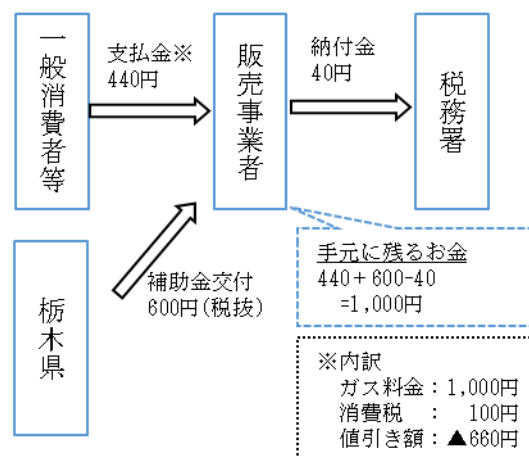 一般消費者等
支払金※
440円
販売事業者
納付金
40円
税務署
栃木県
補助金交付
600円(税抜)
手元に残るお金
440+600-40
=1,000円
※内訳
ガス料金:1,000円
消費税 : 100円
値引き額:▲660円